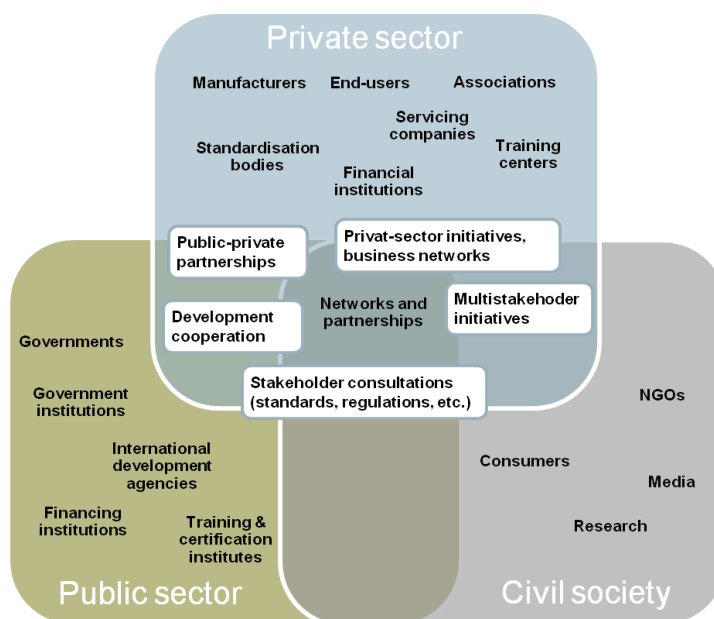 Private sector
Manufacturers
End-users
Associations
Servicing
companies
Standardisation
bodies
Training
centers
Financial
institutions
Public-private
partnerships
Privat-sector initiatives,
business networks
Development
cooperation
Networks and
partnerships
Multistakehoder
initiatives
Stakeholder consultations
(standards, regulations, etc.)
Governments
Government
institutions
International
development
agencies
Financing
institutions
Training &
certification
institutes
Public sector
NGOs
Consumers
Media
Research
Civil society